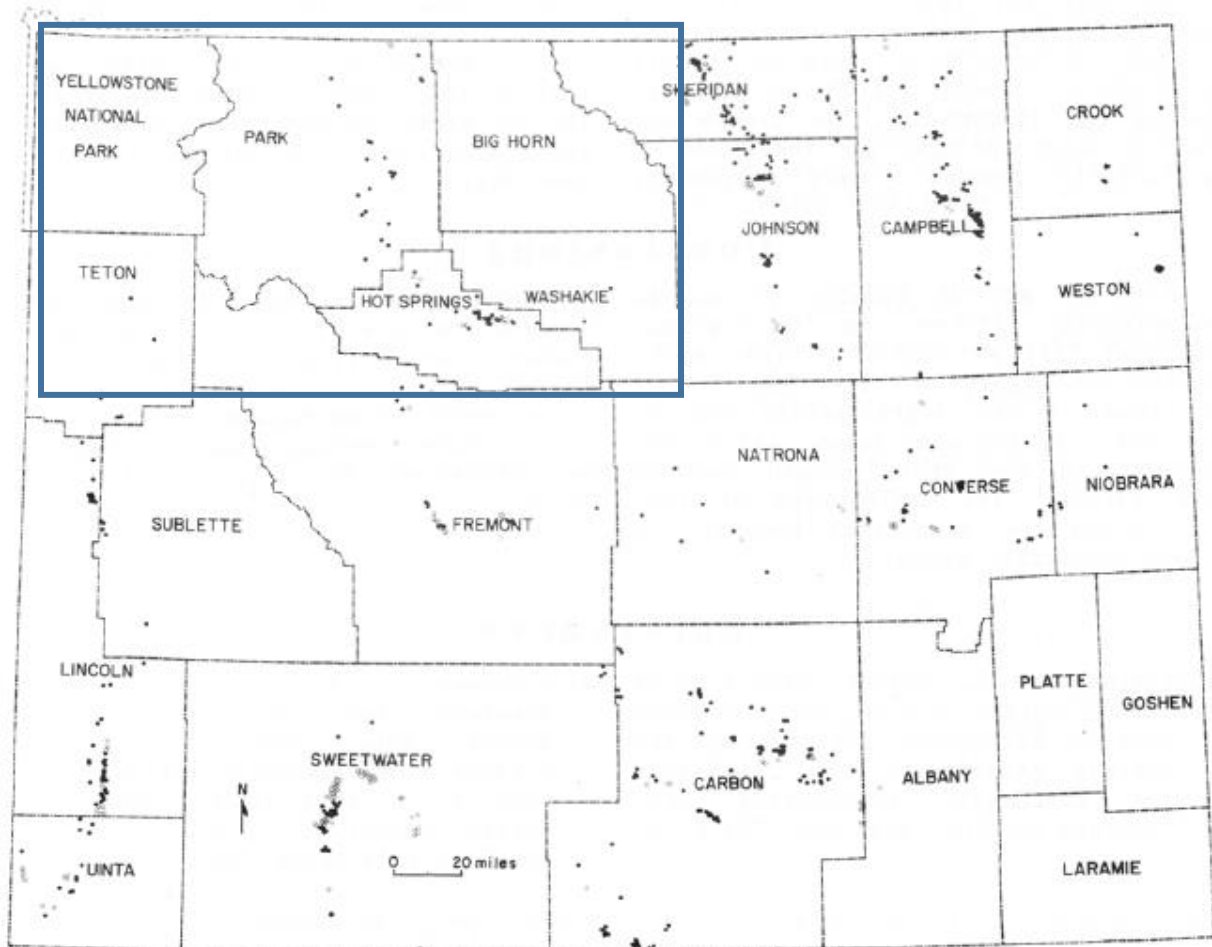 YELLOWSTONE
NATIONAL
PARK
PARK
BIG HORN
SHERIDAN
CROOK
JOHNSON
CAMPBELL
TETON
HOT SPRINGS
WASHAKIE
WESTON
NATRONA
CONVERSE
NIOBRARA
SUBLETTE
FREMONT
LINCOLN
PLATTE
GOSHEN
SWEETWATER
CARBON
ALBANY
N
0 20 miles
UINTA
LARAMIE